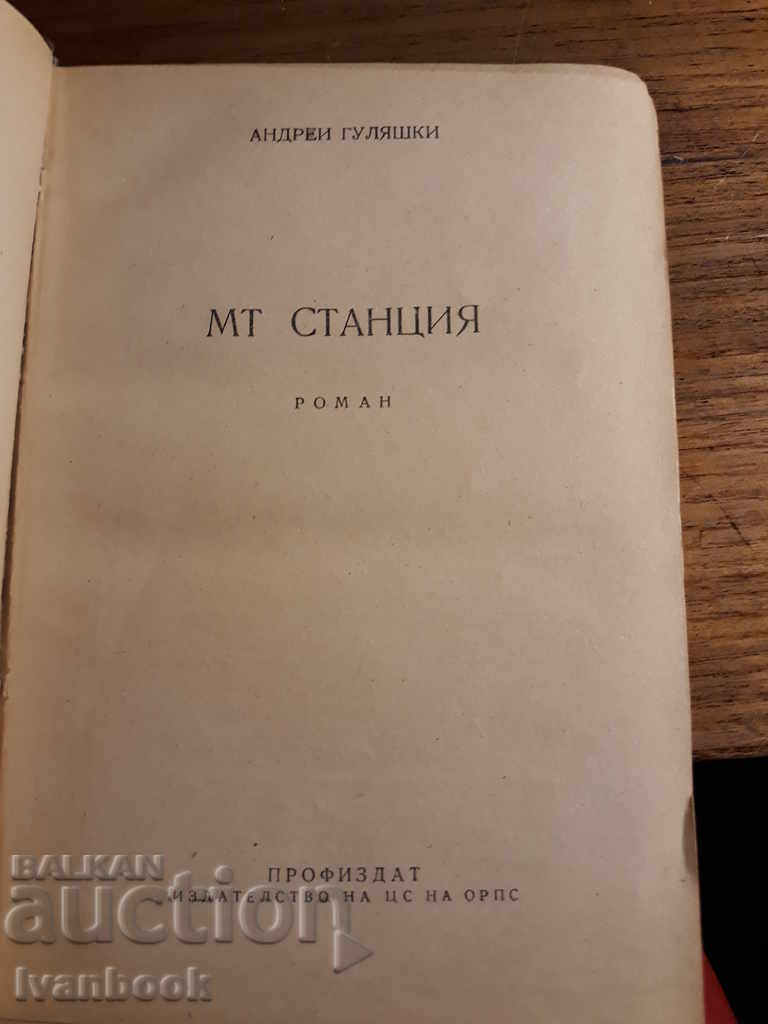 АНДРЕИ ГУЛЯШКИ
МТ СТАНЦИЯ
РОМАН
ПРОФИЗДАТ
ИЗДАТЕЛСТВО НА ЦС НА ОРПС
BALKAN
auction
Ivanbook